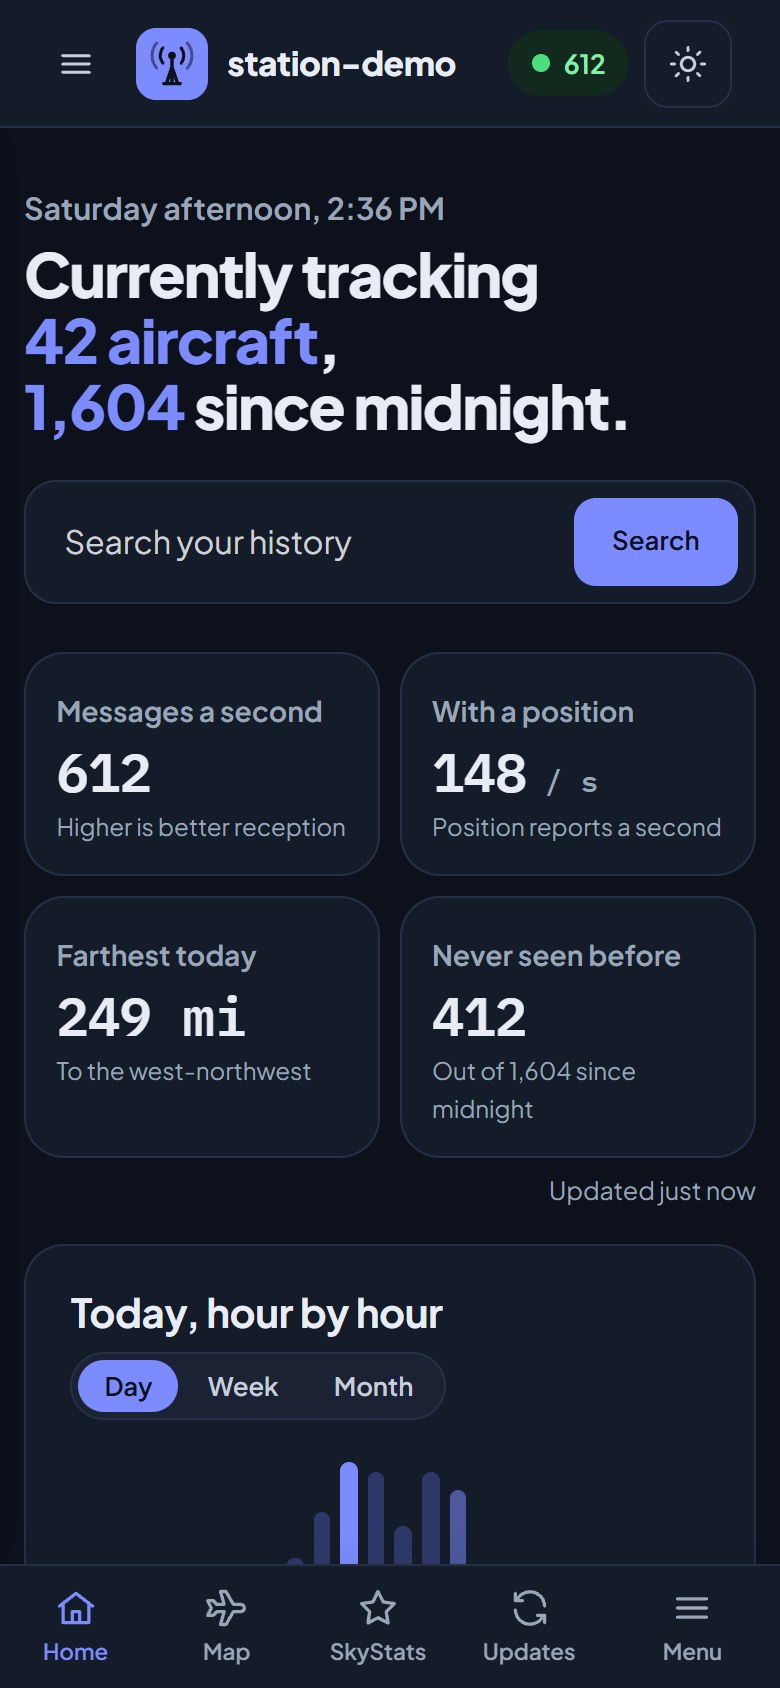 station-demo
612
Saturday afternoon, 2:36 PM
Currently tracking
42 aircraft,
1,604 since midnight.
Search your history
Search
Messages a second
612
Higher is better reception
With a position
148 / s
Position reports a second
Farthest today
249 mi
To the west-northwest
Never seen before
412
Out of 1,604 since
midnight
Updated just now
Today, hour by hour
Day
Week
Month
Home
Map
SkyStats
Updates
Menu